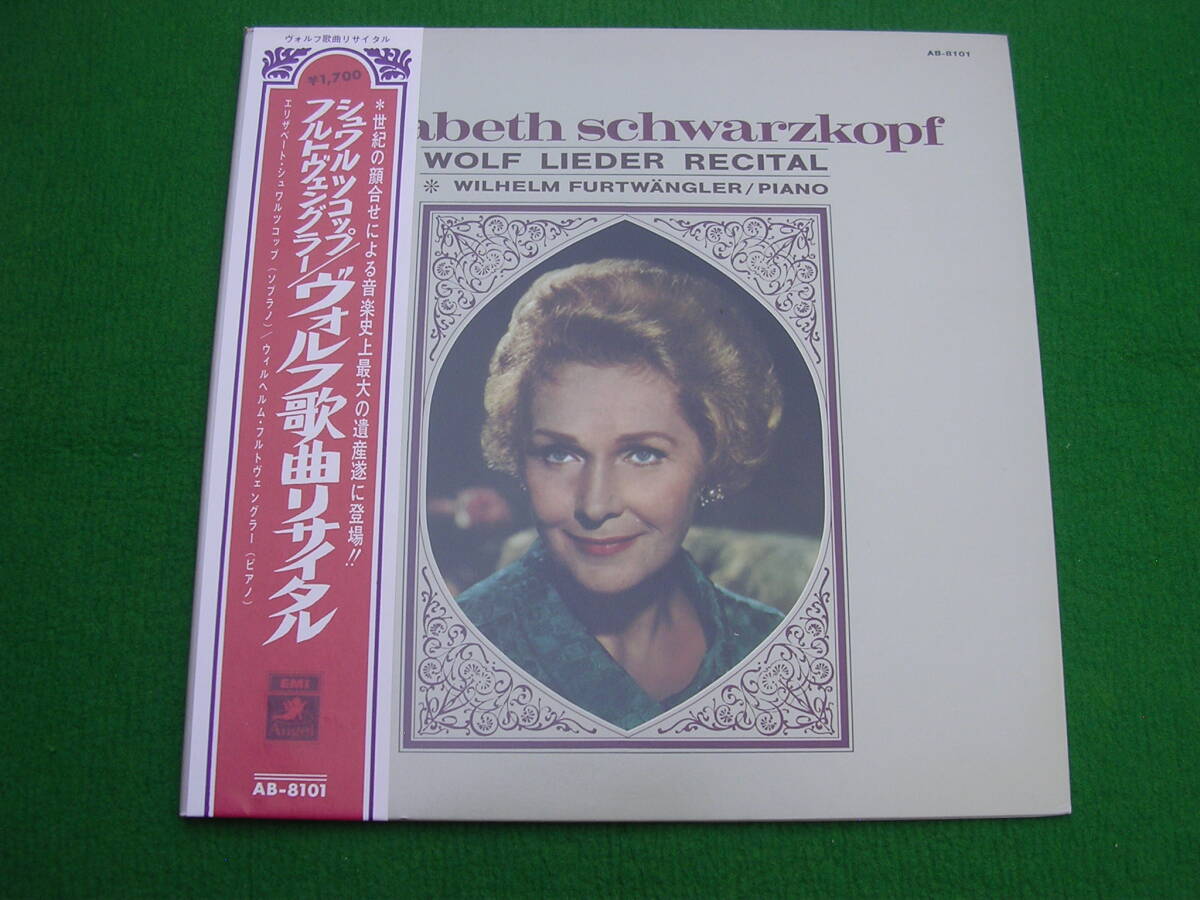 ヴォルフ歌曲リサイタル
¥1,700
＊世紀の顔合せによる音楽史上最大の遺産遂に登場!!
シュワルツコップ/
フルトヴェングラー/
ヴォルフ歌曲リサイタル
エリザベート・シュワルツコップ（ソプラノ）／ウィルヘルム・フルトヴェングラー（ピアノ）
EMI
Angel
AB-8101
AB-8101
abeth schwarzkopf
WOLF LIEDER RECITAL
＊ WILHELM FURTWÄNGLER/PIANO